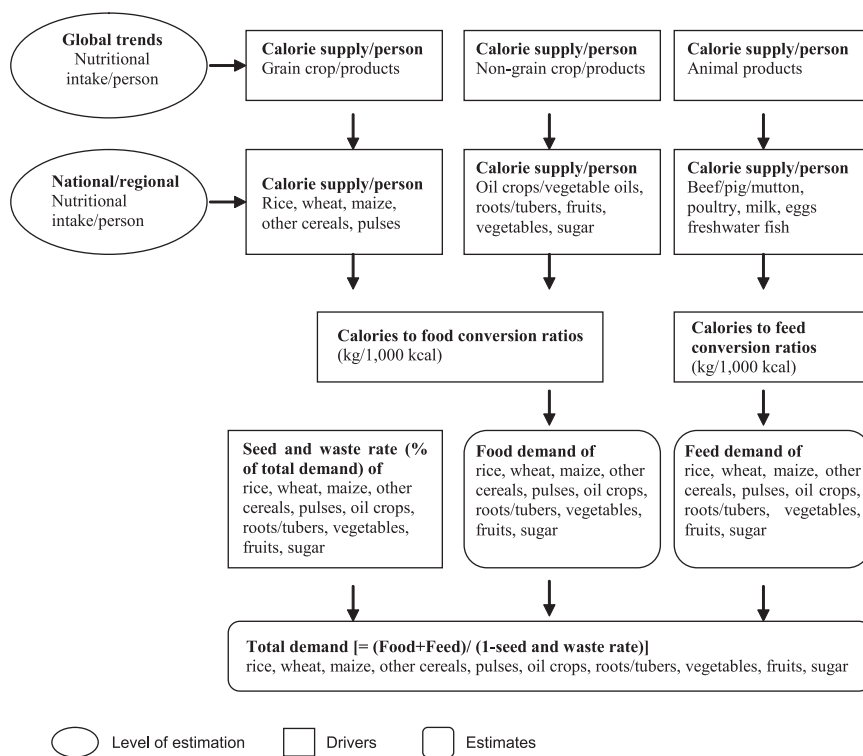 Global trends
Nutritional
intake/person
Calorie supply/person
Grain crop/products
Calorie supply/person
Non-grain crop/products
Calorie supply/person
Animal products
National/regional
Nutritional
intake/person
Calorie supply/person
Rice, wheat, maize,
other cereals, pulses
Calorie supply/person
Oil crops/vegetable oils,
roots/tubers, fruits,
vegetables, sugar
Calorie supply/person
Beef/pig/mutton,
poultry, milk, eggs
freshwater fish
Calories to food conversion ratios
(kg/1,000 kcal)
Calories to feed
conversion ratios
(kg/1,000 kcal)
Seed and waste rate (%
of total demand) of
rice, wheat, maize, other
cereals, pulses, oil crops,
roots/tubers, vegetables,
fruits, sugar
Food demand of
rice, wheat, maize, other
cereals, pulses, oil crops,
roots/tubers, vegetables,
fruits, sugar
Feed demand of
rice, wheat, maize, other
cereals, pulses, oil crops,
roots/tubers, vegetables,
fruits, sugar
Total demand [= (Food+Feed)/ (1-seed and waste rate)]
rice, wheat, maize, other cereals, pulses, oil crops, roots/tubers, vegetables, fruits, sugar
Level of estimation
Drivers
Estimates